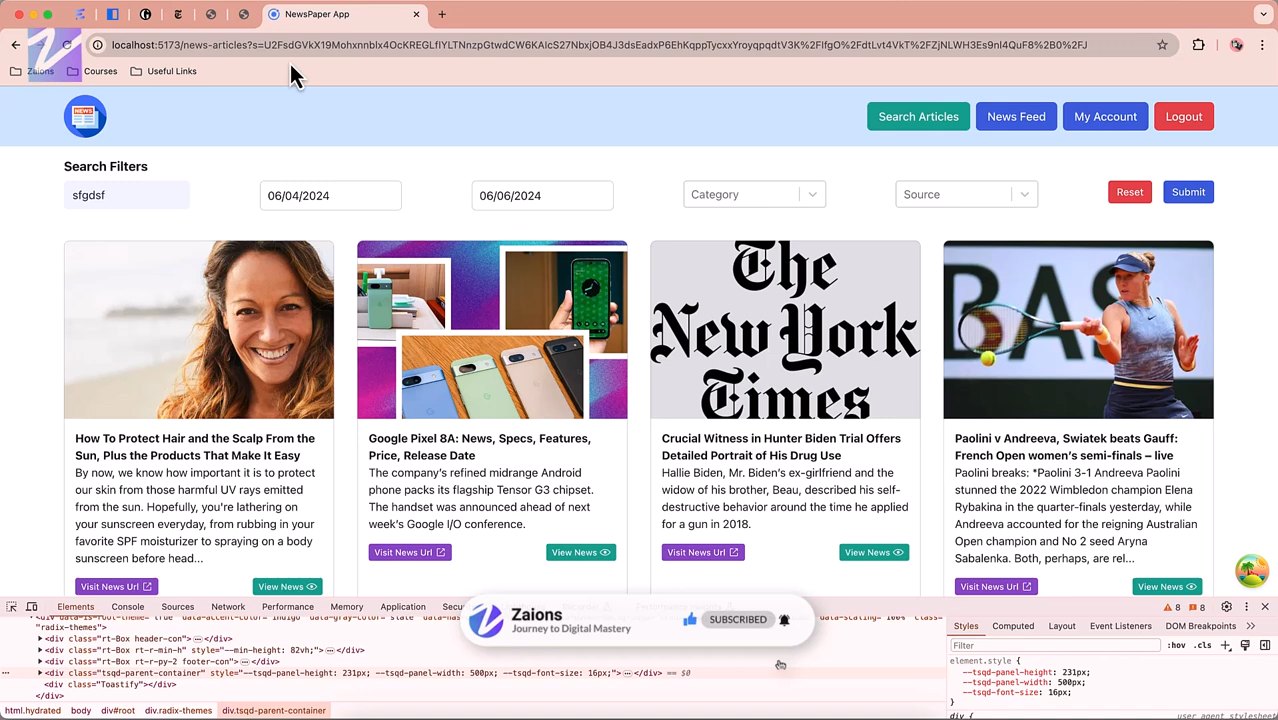 NewsPaper App
localhost:5173/news-articles?s=
Zaions Courses Useful Links
NEWS
Search Articles News Feed My Account Logout
Search Filters
sfgdsf 06/04/2024 06/06/2024 Category Source Reset Submit
The
New York
Times
BAS
How To Protect Hair and the Scalp From the
Sun, Plus the Products That Make It Easy
By now, we know how important it is to protect
our skin from those harmful UV rays emitted
from the sun. Hopefully, you're lathering on
your sunscreen everyday, from rubbing in your
favorite SPF moisturizer to spraying on a body
sunscreen before head...
Visit News Url View News
Google Pixel 8A: News, Specs, Features,
Price, Release Date
The company's refined midrange Android
phone packs its flagship Tensor G3 chipset.
The handset was announced ahead of next
week's Google I/O conference.
Visit News Url View News
Crucial Witness in Hunter Biden Trial Offers
Detailed Portrait of His Drug Use
Hallie Biden, Mr. Biden's ex-girlfriend and the
widow of his brother, Beau, described his self-
destructive behavior around the time he applied
for a gun in 2018.
Visit News Url View News
Paolini v Andreeva, Swiatek beats Gauff:
French Open women's semi-finals – live
Paolini breaks: *Paolini 3-1 Andreeva Paolini
stunned the 2022 Wimbledon champion Elena
Rybakina in the quarter-finals yesterday, while
Andreeva accounted for the reigning Australian
Open champion and No 2 seed Aryna
Sabalenka. Both, perhaps, are rel...
Visit News Url View News
Elements Console Sources Network Performance Memory Application 8 8
"radix-themes">
<div class="rt-Box header-con"> … </div>
<div class="rt-Box rt-r-min-h" style="--min-height: 82vh;"> … </div>
<div class="rt-Box rt-r-py-2 footer-con"> … </div>
<div class="tsqd-parent-container" style="--tsqd-panel-height: 231px; --tsqd-panel-width: 500px; --tsqd-font-size: 16px;"> … </div> == $0
<div class="Toastify"></div>
</div>
html.hydrated body div#root div.radix-themes div.tsqd-parent-container
Zaions
Journey to Digital Mastery
SUBSCRIBED
Styles Computed Layout Event Listeners DOM Breakpoints
Filter :hov .cls
element.style {
--tsqd-panel-height: 231px;
--tsqd-panel-width: 500px;
--tsqd-font-size: 16px;
}
div { user agent stylesheet